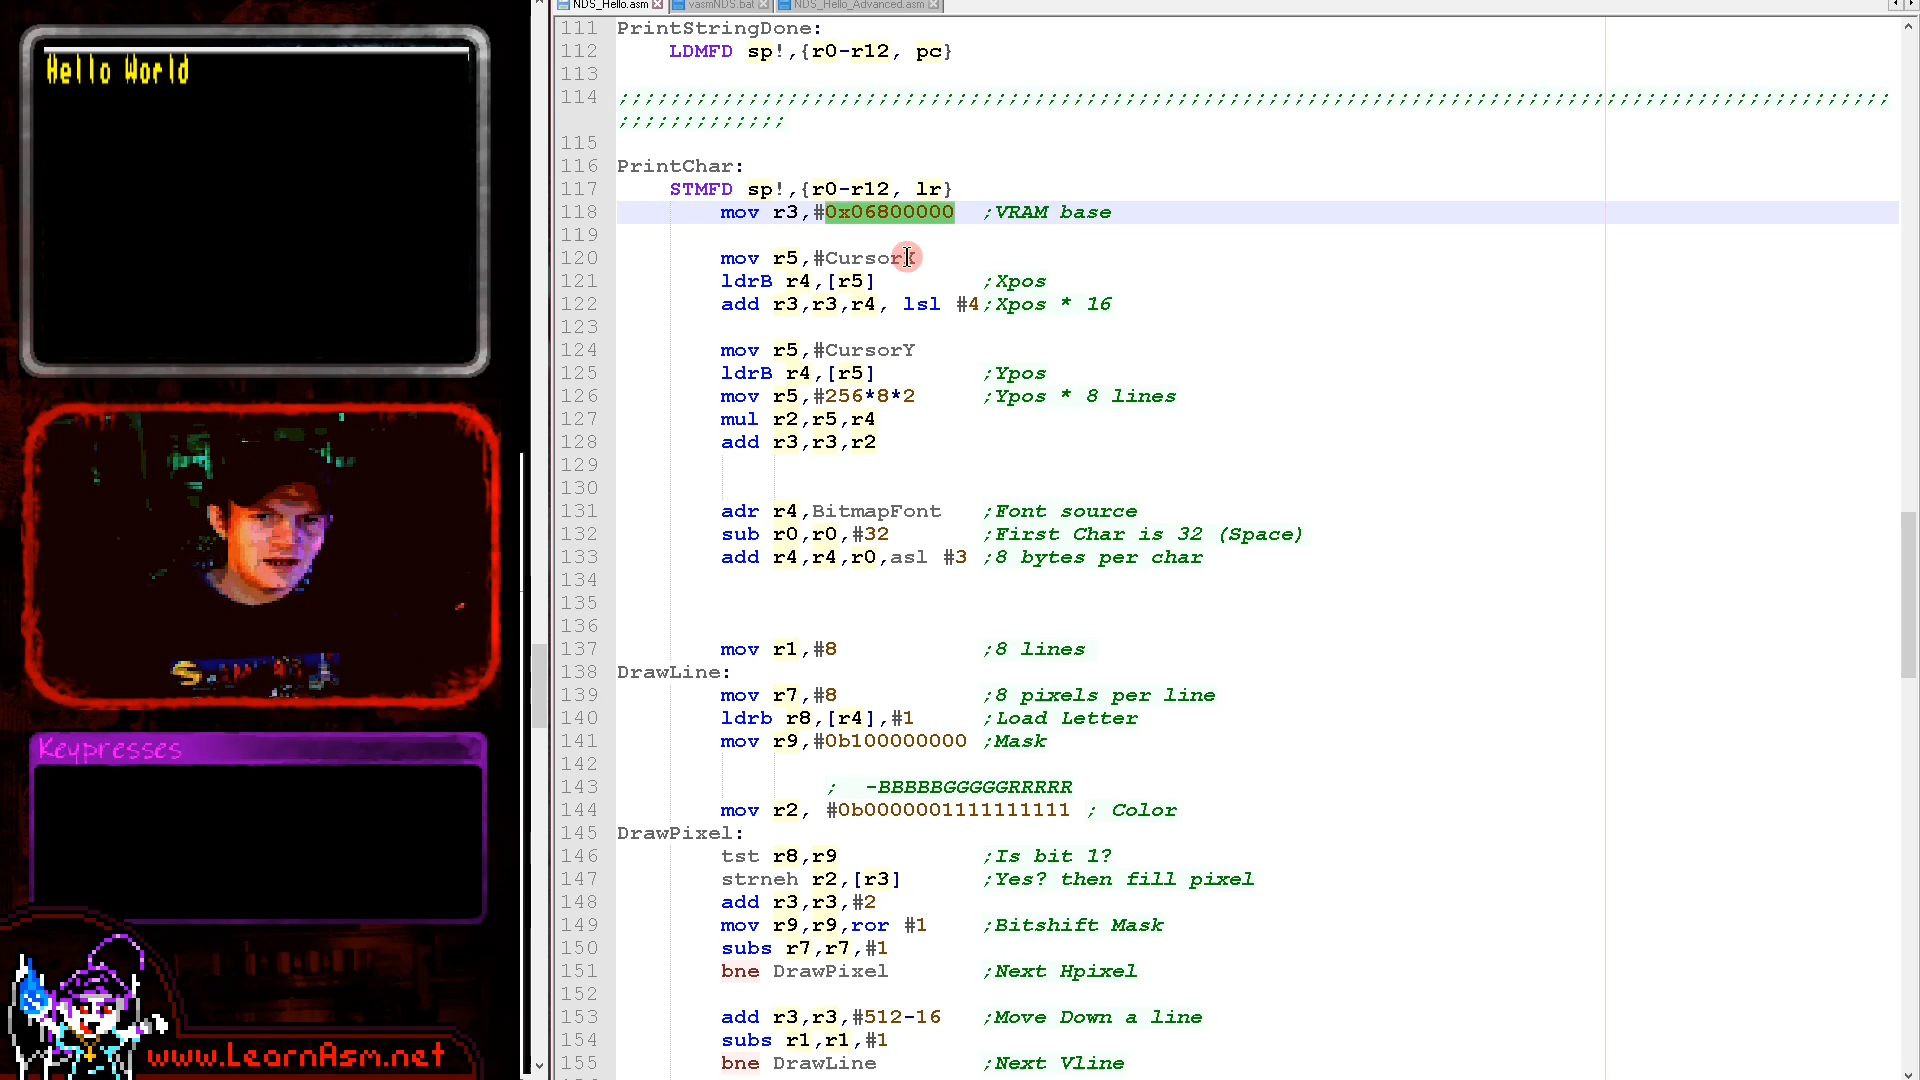 NDS_Hello.asm vasmNDS.bat NDS_Hello_Advanced.asm
Hello World
111 PrintStringDone:
112 LDMFD sp!,{r0-r12, pc}
113
114 ;;;;;;;;;;;;;;;;;;;;;;;;;;;;;;;;;;;;;;;;;;;;;;;;;;;;;;;;;;;;;;;;;;;;;;;;;;;;;;;;;;;;;;;;;;;;;;;;;;
;;;;;;;;;;;;;
115
116 PrintChar:
117 STMFD sp!,{r0-r12, lr}
118 mov r3,#0x06800000 ;VRAM base
119
120 mov r5,#CursorX
121 ldrB r4,[r5] ;Xpos
122 add r3,r3,r4, lsl #4;Xpos * 16
123
124 mov r5,#CursorY
125 ldrB r4,[r5] ;Ypos
126 mov r5,#256*8*2 ;Ypos * 8 lines
127 mul r2,r5,r4
128 add r3,r3,r2
129
130
131 adr r4,BitmapFont ;Font source
132 sub r0,r0,#32 ;First Char is 32 (Space)
133 add r4,r4,r0,asl #3 ;8 bytes per char
134
135
136
137 mov r1,#8 ;8 lines
138 DrawLine:
139 mov r7,#8 ;8 pixels per line
140 ldrb r8,[r4],#1 ;Load Letter
141 mov r9,#0b100000000 ;Mask
142
143 ; -BBBBBGGGGGRRRRR
144 mov r2, #0b0000001111111111 ; Color
145 DrawPixel:
146 tst r8,r9 ;Is bit 1?
147 strneh r2,[r3] ;Yes? then fill pixel
148 add r3,r3,#2
149 mov r9,r9,ror #1 ;Bitshift Mask
150 subs r7,r7,#1
151 bne DrawPixel ;Next Hpixel
152
153 add r3,r3,#512-16 ;Move Down a line
154 subs r1,r1,#1
155 bne DrawLine ;Next Vline
Keypresses
www.LearnAsm.net